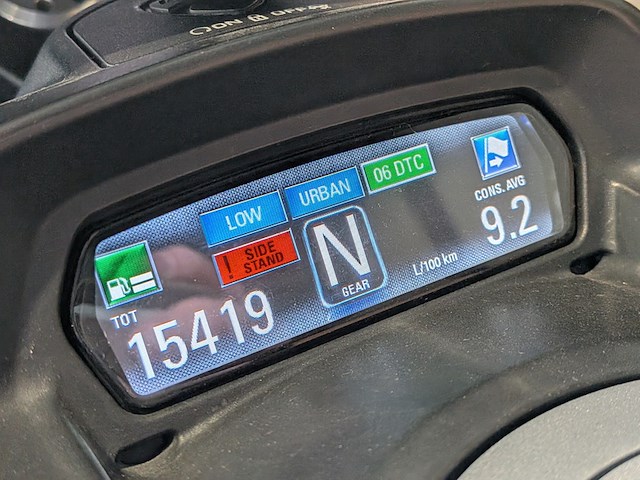 ON OFF
LOW
URBAN
06 DTC
! SIDE
STAND
N
GEAR
CONS. AVG
9.2
L/100 km
TOT
15419